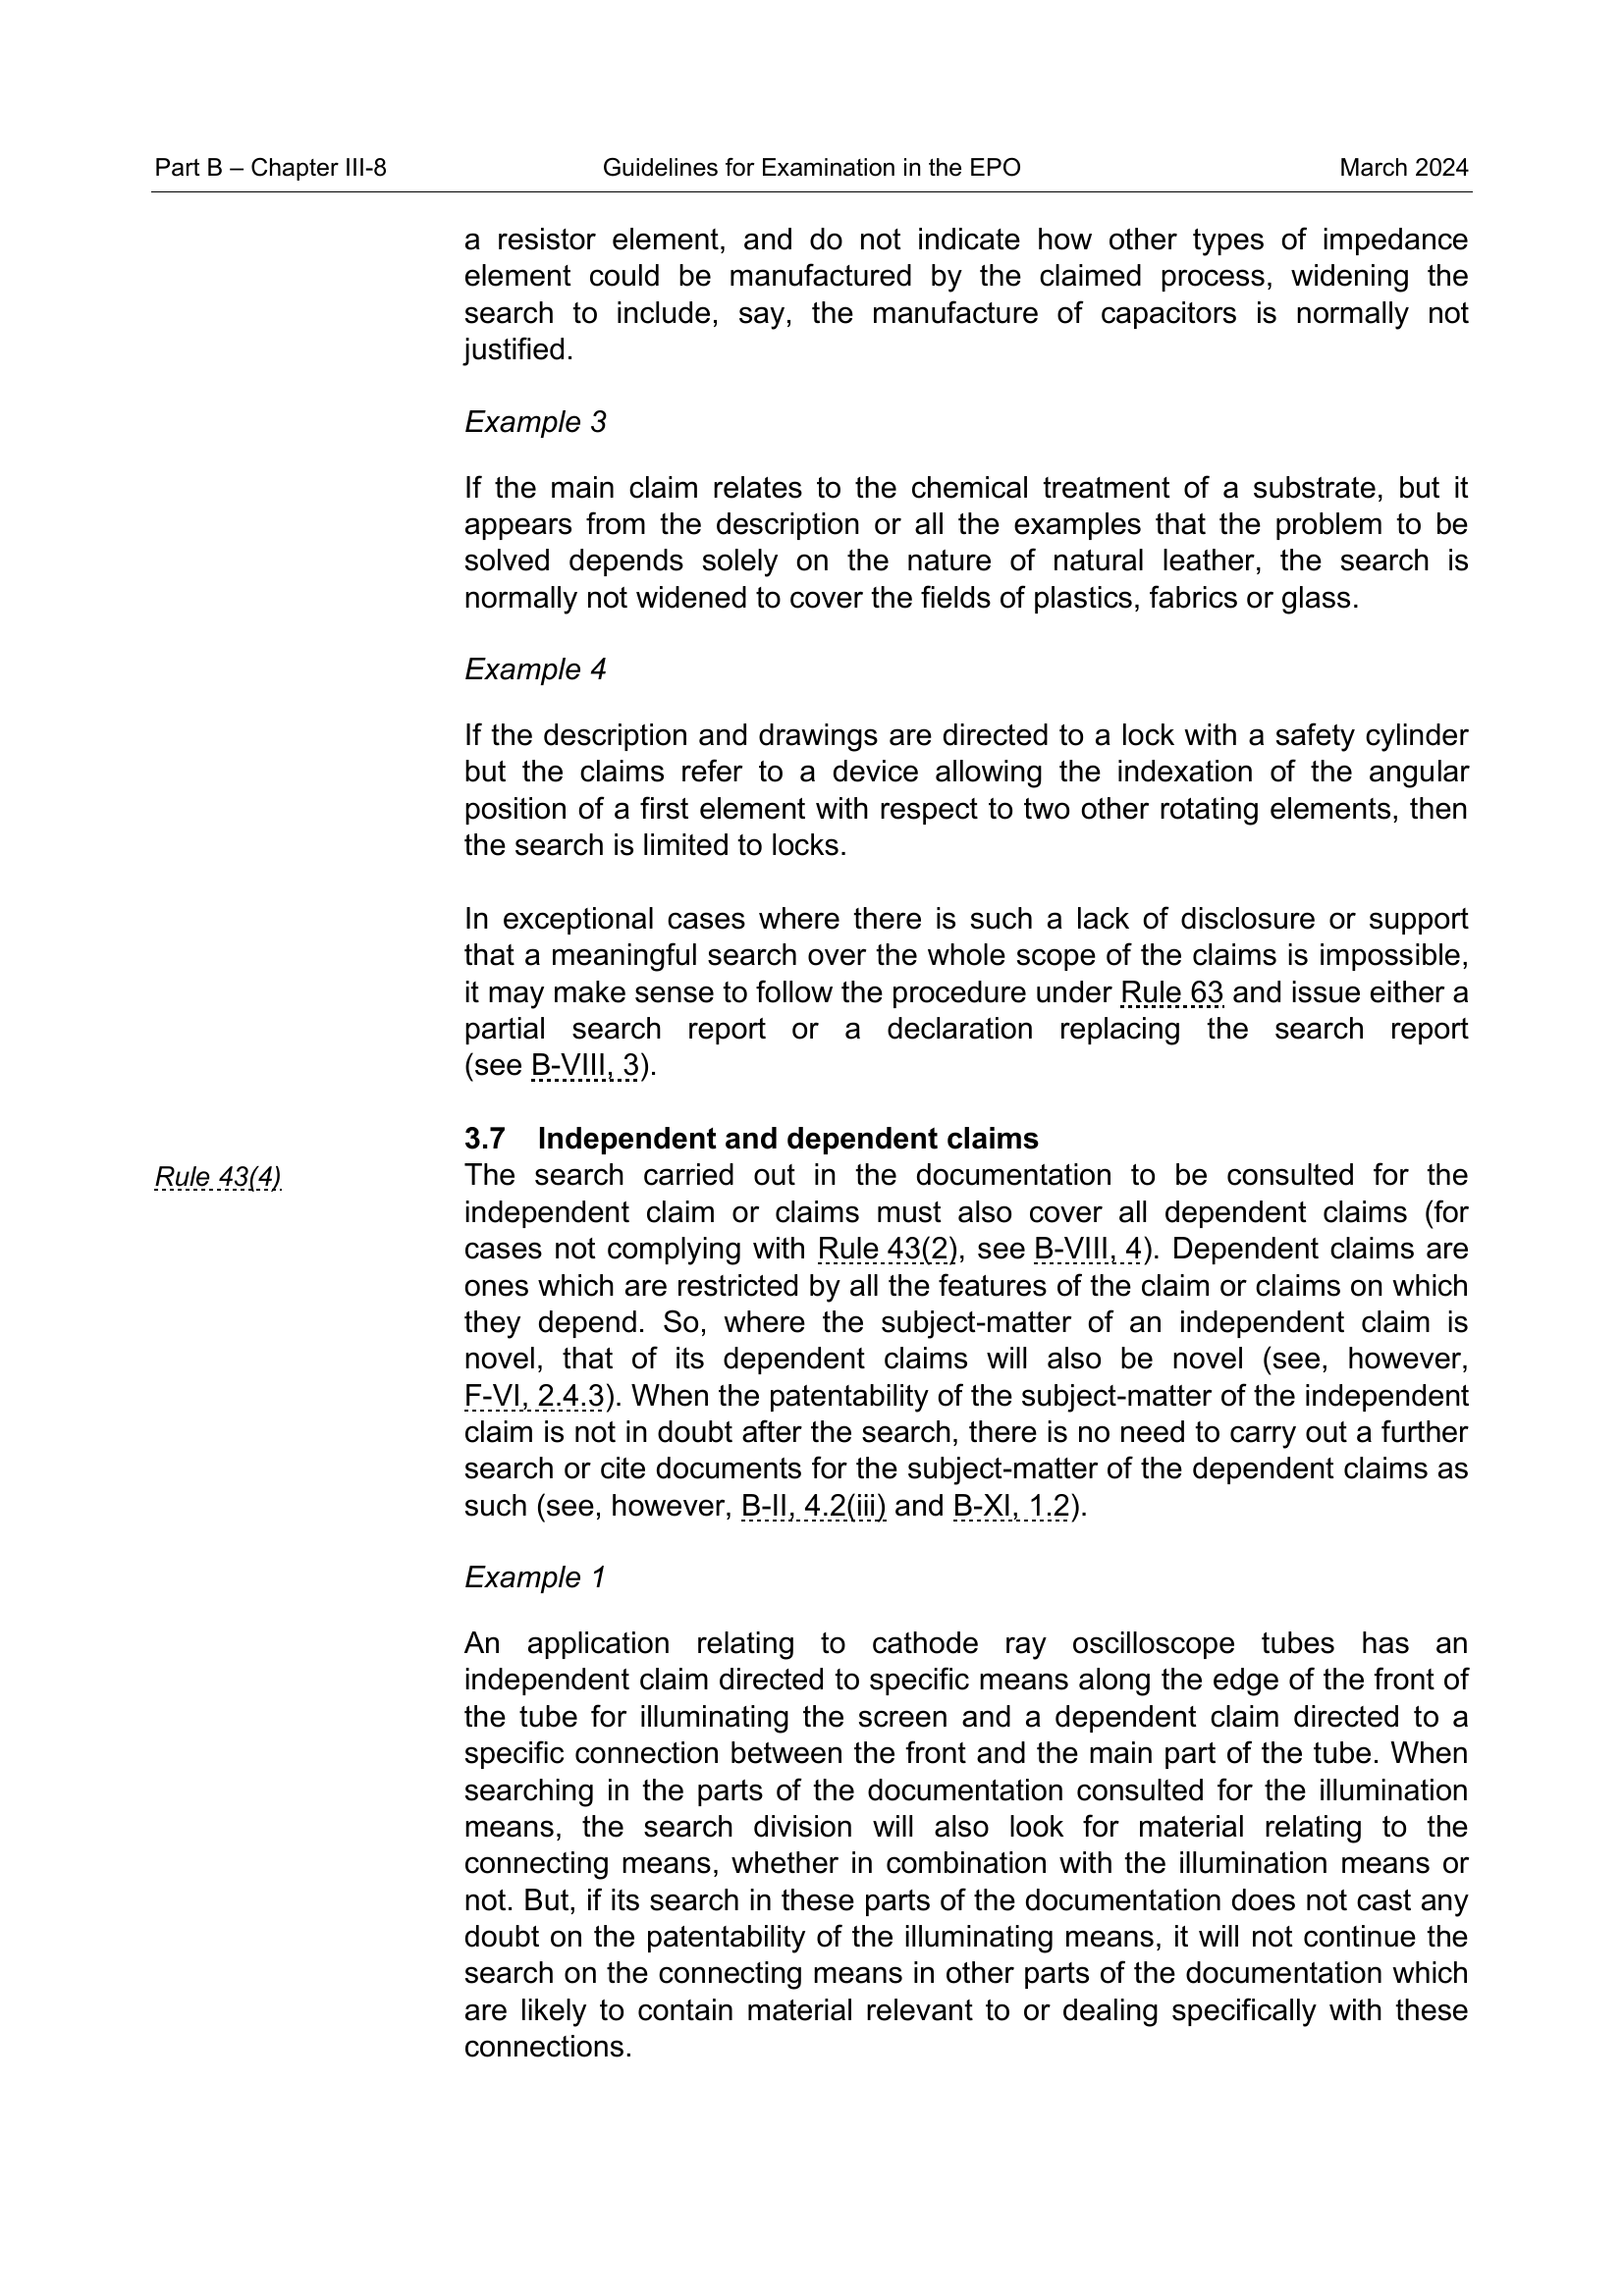 Part B – Chapter III-8 Guidelines for Examination in the EPO March 2024
a resistor element, and do not indicate how other types of impedance
element could be manufactured by the claimed process, widening the
search to include, say, the manufacture of capacitors is normally not
justified.
Example 3
If the main claim relates to the chemical treatment of a substrate, but it
appears from the description or all the examples that the problem to be
solved depends solely on the nature of natural leather, the search is
normally not widened to cover the fields of plastics, fabrics or glass.
Example 4
If the description and drawings are directed to a lock with a safety cylinder
but the claims refer to a device allowing the indexation of the angular
position of a first element with respect to two other rotating elements, then
the search is limited to locks.
In exceptional cases where there is such a lack of disclosure or support
that a meaningful search over the whole scope of the claims is impossible,
it may make sense to follow the procedure under Rule 63 and issue either a
partial search report or a declaration replacing the search report
(see B-VIII, 3).
3.7 Independent and dependent claims
Rule 43(4)
The search carried out in the documentation to be consulted for the
independent claim or claims must also cover all dependent claims (for
cases not complying with Rule 43(2), see B-VIII, 4). Dependent claims are
ones which are restricted by all the features of the claim or claims on which
they depend. So, where the subject-matter of an independent claim is
novel, that of its dependent claims will also be novel (see, however,
F-VI, 2.4.3). When the patentability of the subject-matter of the independent
claim is not in doubt after the search, there is no need to carry out a further
search or cite documents for the subject-matter of the dependent claims as
such (see, however, B-II, 4.2(iii) and B-XI, 1.2).
Example 1
An application relating to cathode ray oscilloscope tubes has an
independent claim directed to specific means along the edge of the front of
the tube for illuminating the screen and a dependent claim directed to a
specific connection between the front and the main part of the tube. When
searching in the parts of the documentation consulted for the illumination
means, the search division will also look for material relating to the
connecting means, whether in combination with the illumination means or
not. But, if its search in these parts of the documentation does not cast any
doubt on the patentability of the illuminating means, it will not continue the
search on the connecting means in other parts of the documentation which
are likely to contain material relevant to or dealing specifically with these
connections.